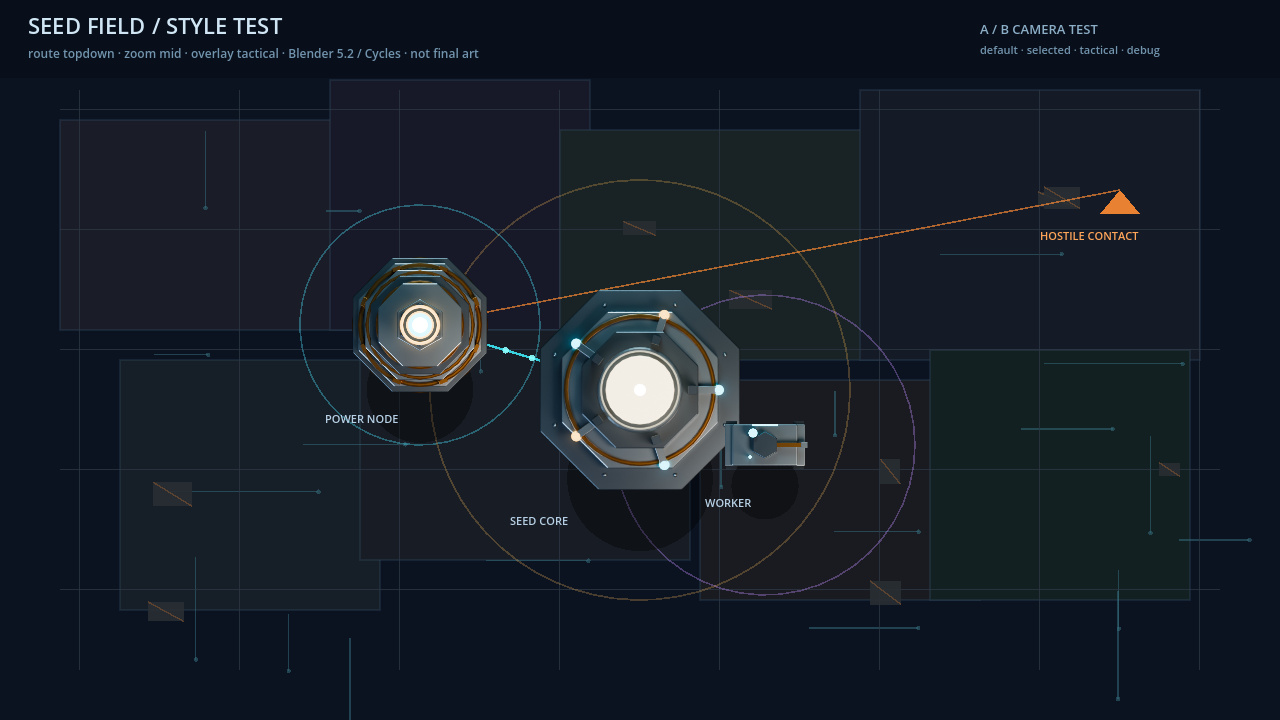 SEED FIELD / STYLE TEST
route topdown · zoom mid · overlay tactical · Blender 5.2 / Cycles · not final art
A / B CAMERA TEST
default · selected · tactical · debug
HOSTILE CONTACT
POWER NODE
WORKER
SEED CORE